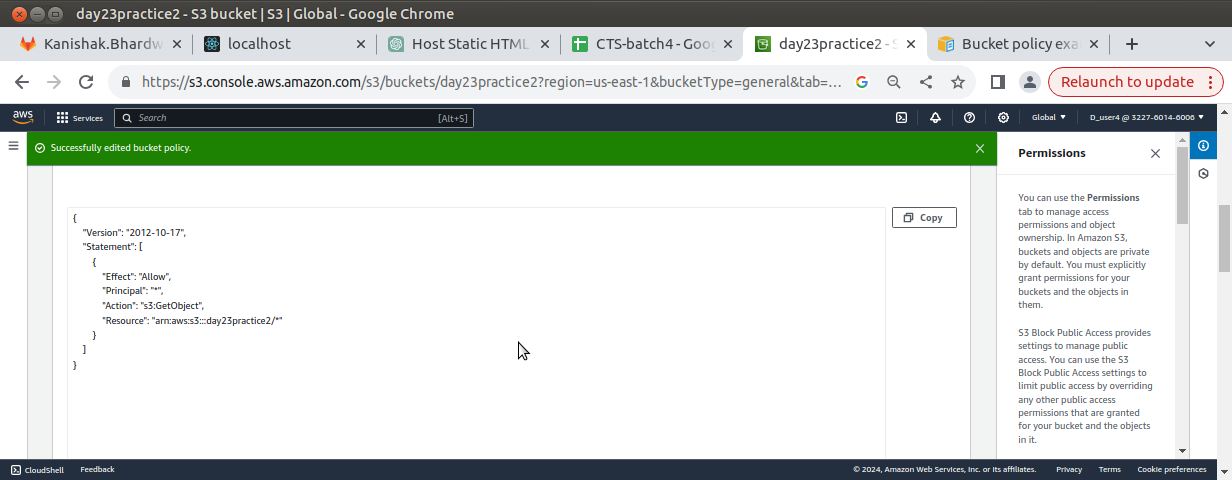 day23practice2 - S3 bucket | S3 | Global - Google Chrome
Kanishak.Bhardw
localhost
Host Static HTML
CTS-batch4 - Goo
day23practice2 - S
Bucket policy exa
https://s3.console.aws.amazon.com/s3/buckets/day23practice2?region=us-east-1&bucketType=general&tab=...
Relaunch to update
aws
Services
Search
[Alt+S]
Global
D_user4 @ 3227-6014-6006
Successfully edited bucket policy.
{
"Version": "2012-10-17",
"Statement": [
{
"Effect": "Allow",
"Principal": "*",
"Action": "s3:GetObject",
"Resource": "arn:aws:s3:::day23practice2/*"
}
]
}
Copy
Permissions
You can use the Permissions
tab to manage access
permissions and object
ownership. In Amazon S3,
buckets and objects are private
by default. You must explicitly
grant permissions for your
buckets and the objects in
them.
S3 Block Public Access provides
settings to manage public
access. You can use the S3
Block Public Access settings to
limit public access by overriding
any other public access
permissions that are granted
for your bucket and the objects
in it.
CloudShell
Feedback
© 2024, Amazon Web Services, Inc. or its affiliates.
Privacy
Terms
Cookie preferences